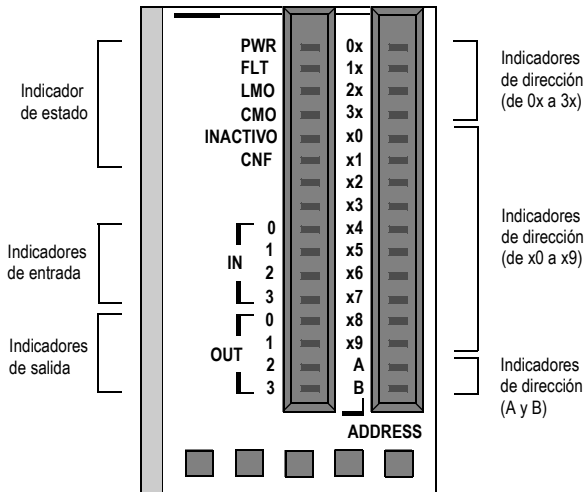 Indicador
de estado
PWR
FLT
LMO
CMO
INACTIVO
CNF
Indicadores
de entrada
IN
0
1
2
3
Indicadores
de salida
OUT
0
1
2
3
0x
1x
2x
3x
x0
x1
x2
x3
x4
x5
x6
x7
x8
x9
A
B
ADDRESS
Indicadores
de dirección
(de 0x a 3x)
Indicadores
de dirección
(de x0 a x9)
Indicadores
de dirección
(A y B)